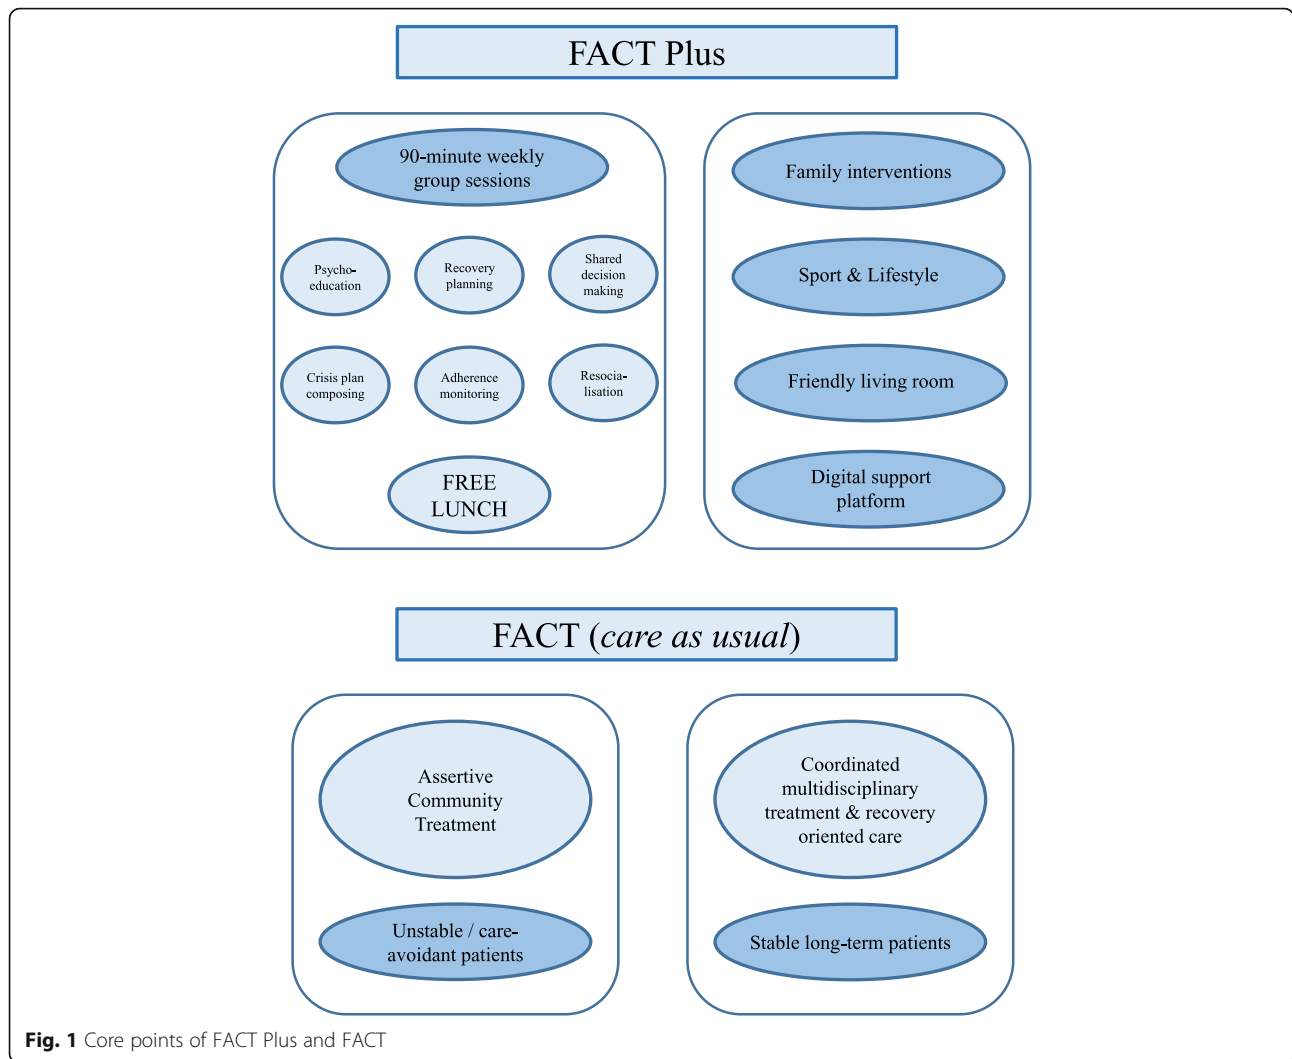 FACT Plus
90-minute weekly
group sessions
Psycho-
education
Recovery
planning
Shared
decision
making
Crisis plan
composing
Adherence
monitoring
Resocia-
lisation
FREE
LUNCH
Family interventions
Sport & Lifestyle
Friendly living room
Digital support
platform
FACT (care as usual)
Assertive
Community
Treatment
Unstable / care-
avoidant patients
Coordinated
multidisciplinary
treatment & recovery
oriented care
Stable long-term patients
Fig. 1 Core points of FACT Plus and FACT